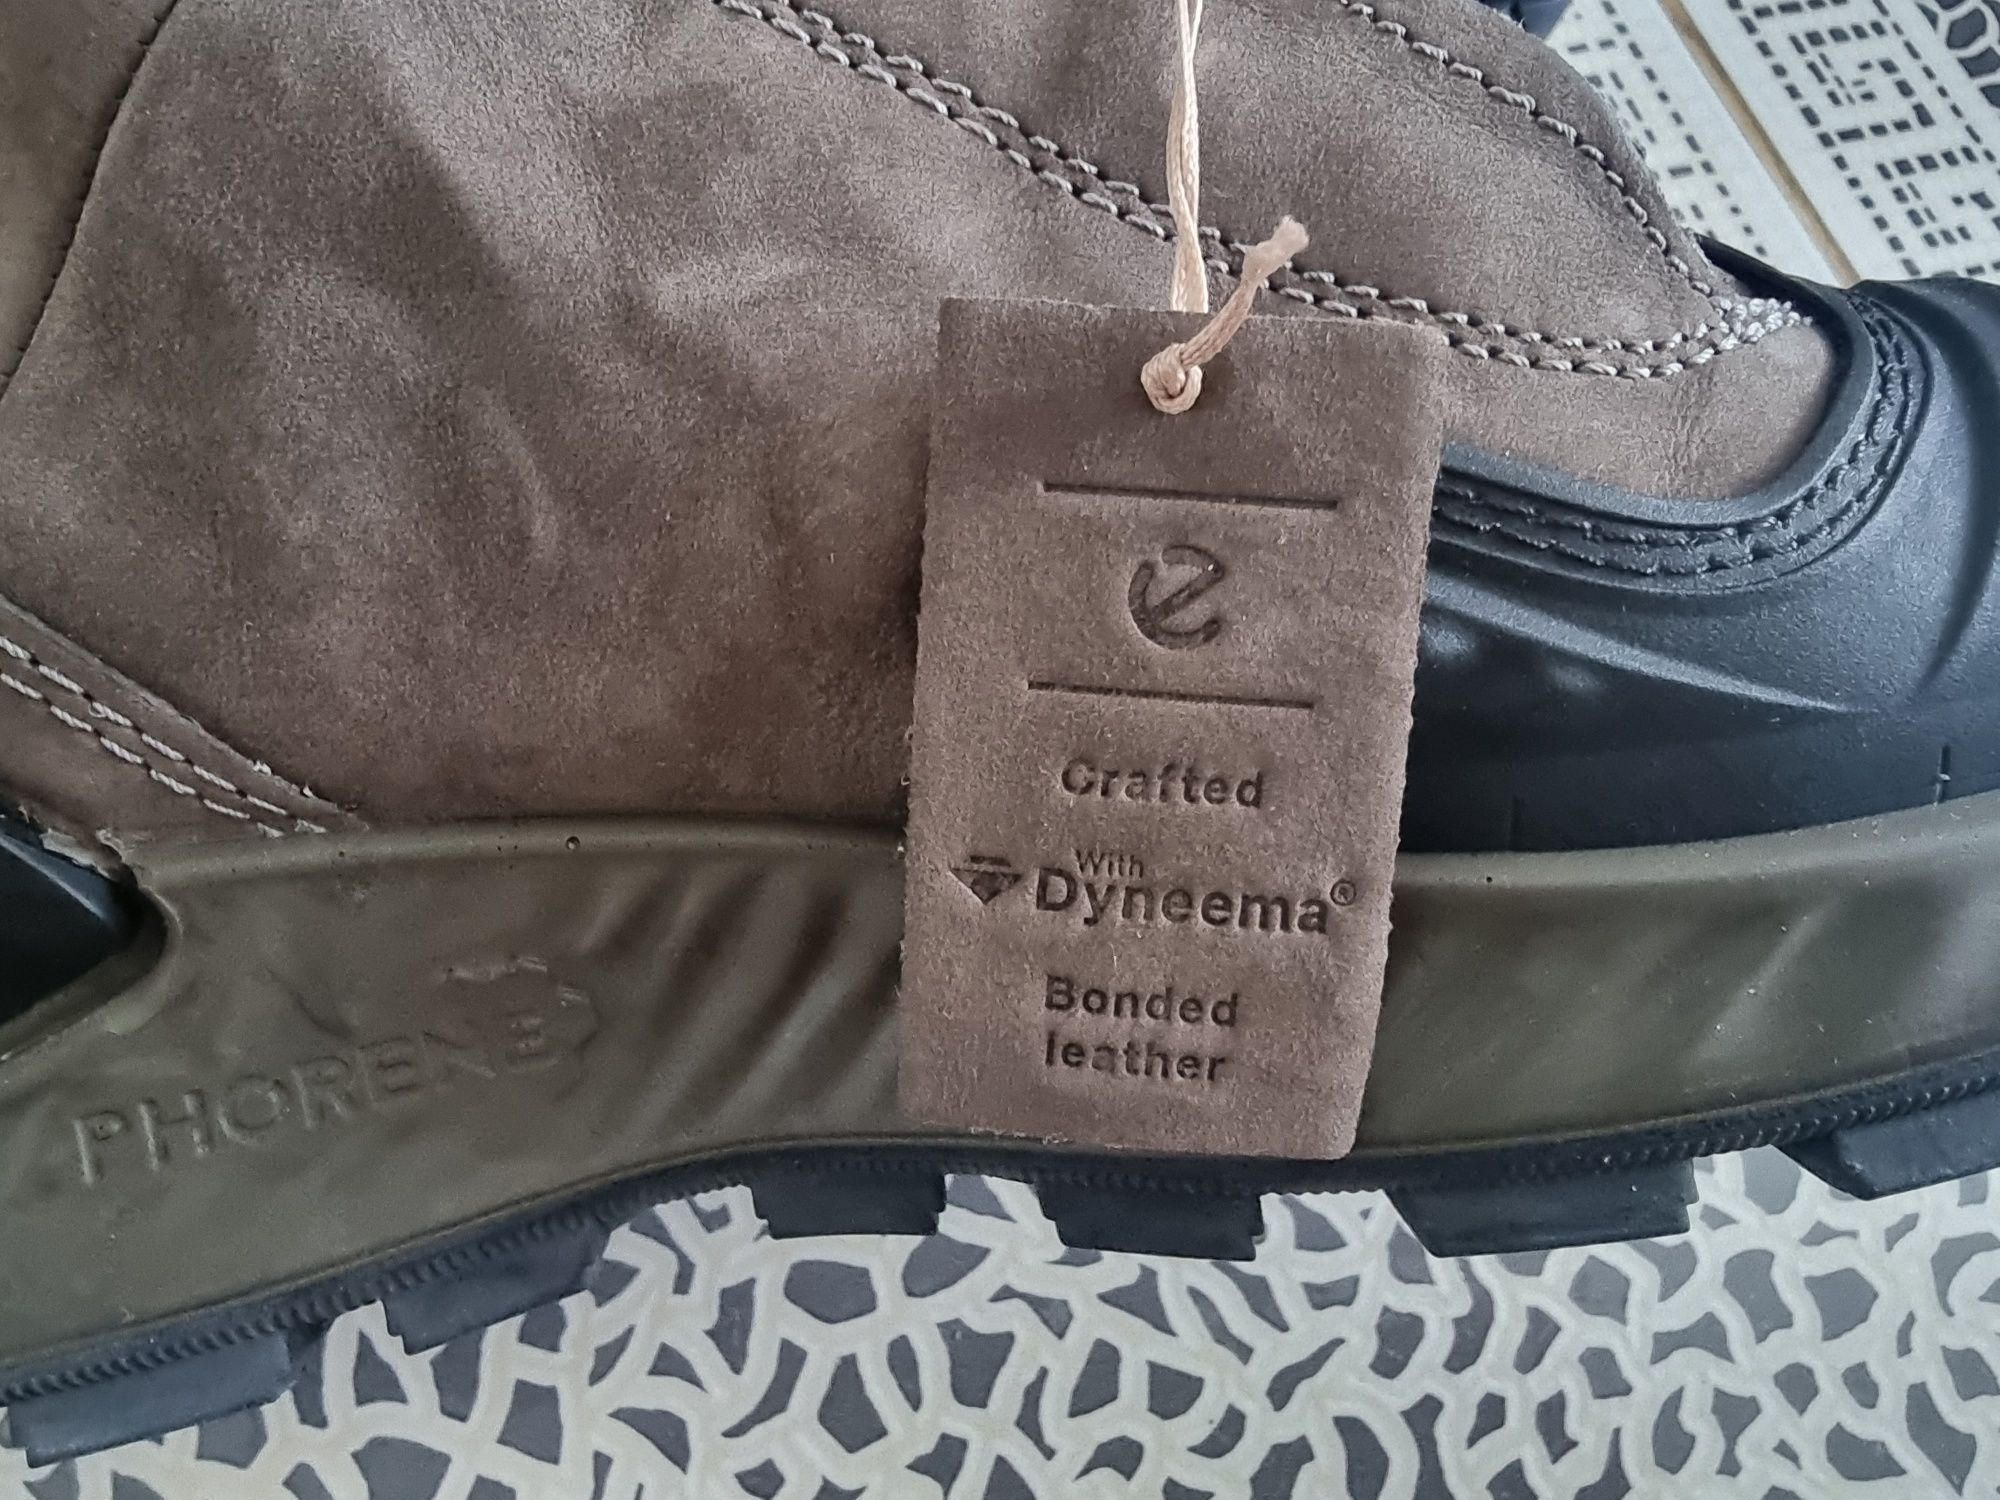 Crafted
With
Dyneema®
Bonded
leather
PHORENE